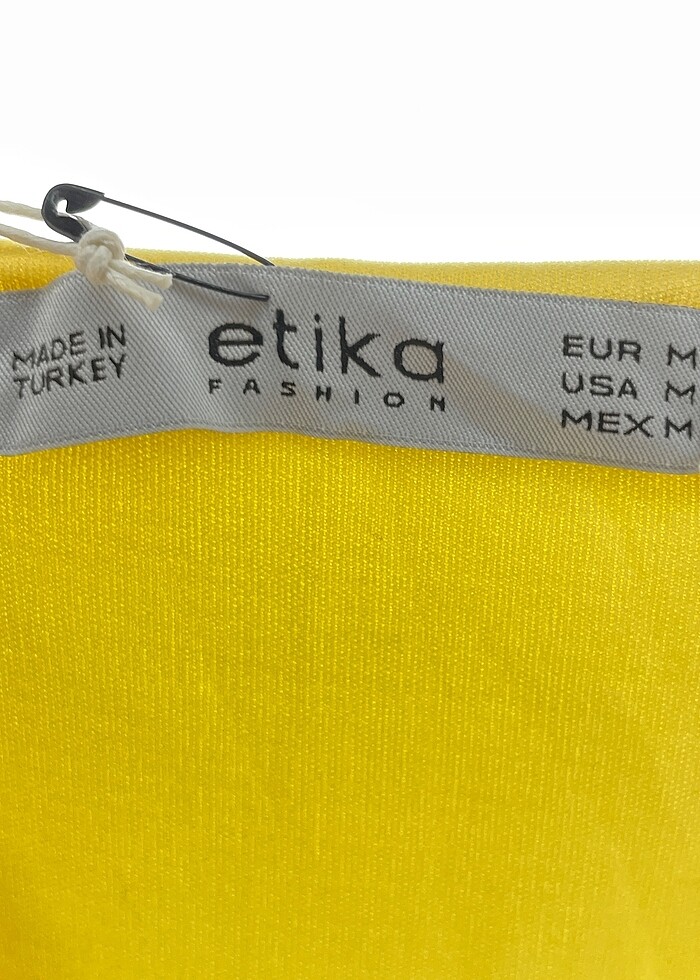 MADE IN
TURKEY
etika
FASHION
EUR M
USA M
MEX M